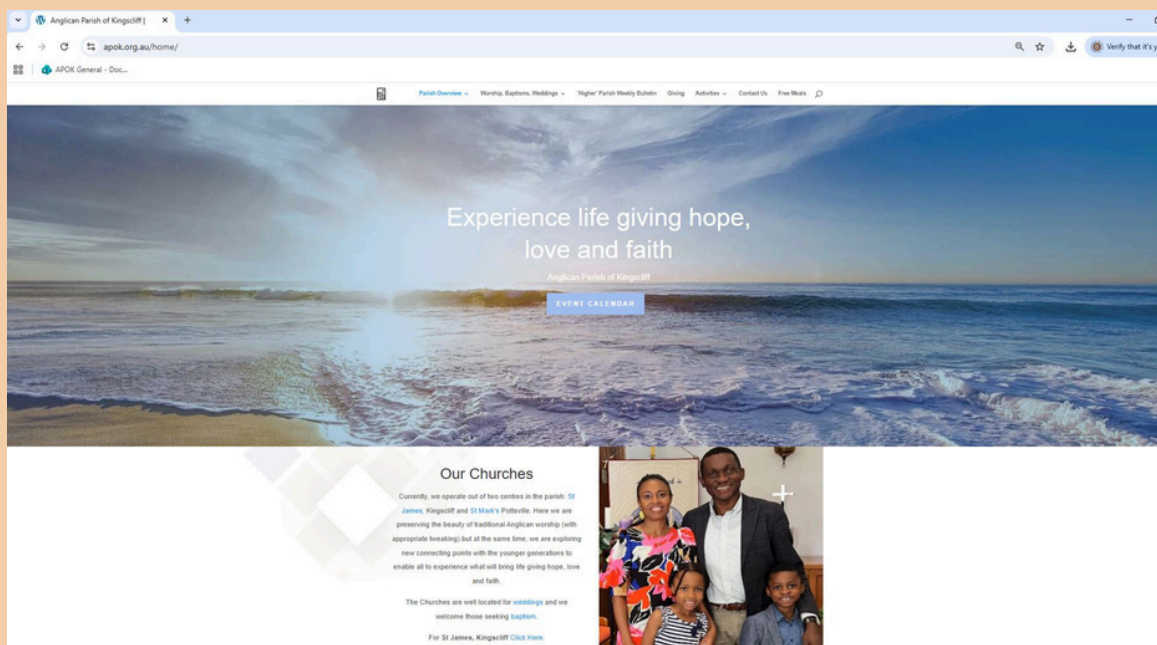 Anglican Parish of Kingscliff |
apok.org.au/home/
Verify that it's y
APOK General - Doc...
Parish Overview Worship, Baptisms, Weddings 'Higher' Parish Weekly Bulletin Giving Activities Contact Us Free Meals
Experience life giving hope,
love and faith
Anglican Parish of Kingscliff
EVENT CALENDAR
Our Churches
Currently, we operate out of two centres in the parish: St
James, Kingscliff and St Mark's Pottsville. Here we are
preserving the beauty of traditional Anglican worship (with
appropriate tweaking) but at the same time, we are exploring
new connecting points with the younger generations to
enable all to experience what will bring life giving hope, love
and faith.
The Churches are well located for weddings and we
welcome those seeking baptism.
For St James, Kingscliff Click Here.